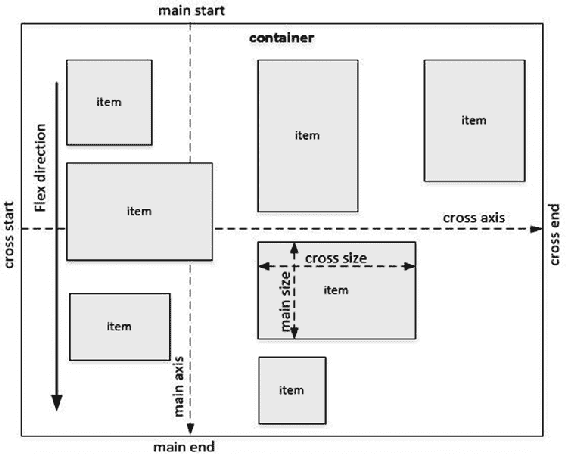 main start
container
item
item
item
Flex direction
item
cross axis
cross start
cross end
cross size
main size
item
item
main axis
item
main end